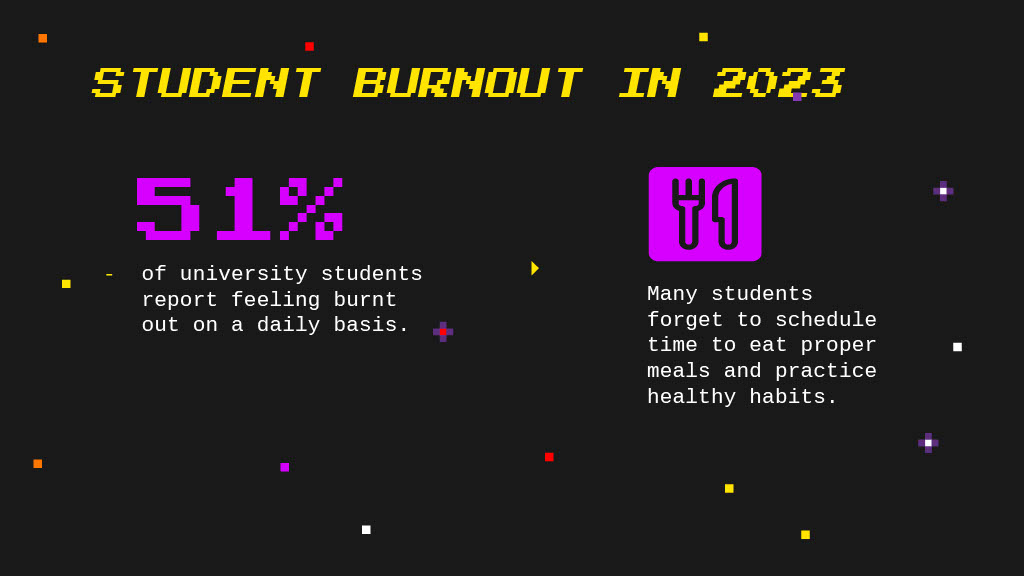 STUDENT BURNOUT IN 2023
51%
- of university students
report feeling burnt
out on a daily basis.
Many students
forget to schedule
time to eat proper
meals and practice
healthy habits.